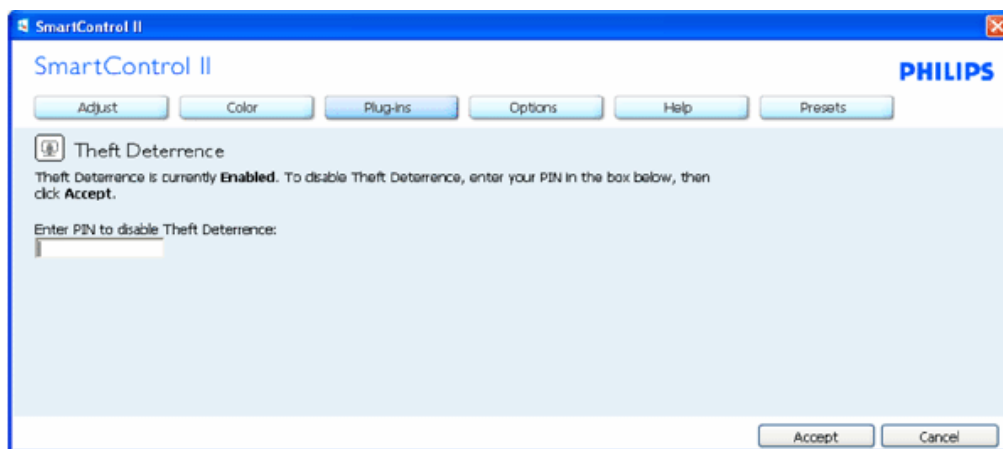 SmartControl II
SmartControl II
PHILIPS
Adjust Color Plug-ins Options Help Presets
Theft Deterrence
Theft Deterrence is currently Enabled. To disable Theft Deterrence, enter your PIN in the box below, then
click Accept.
Enter PIN to disable Theft Deterrence:
Accept Cancel